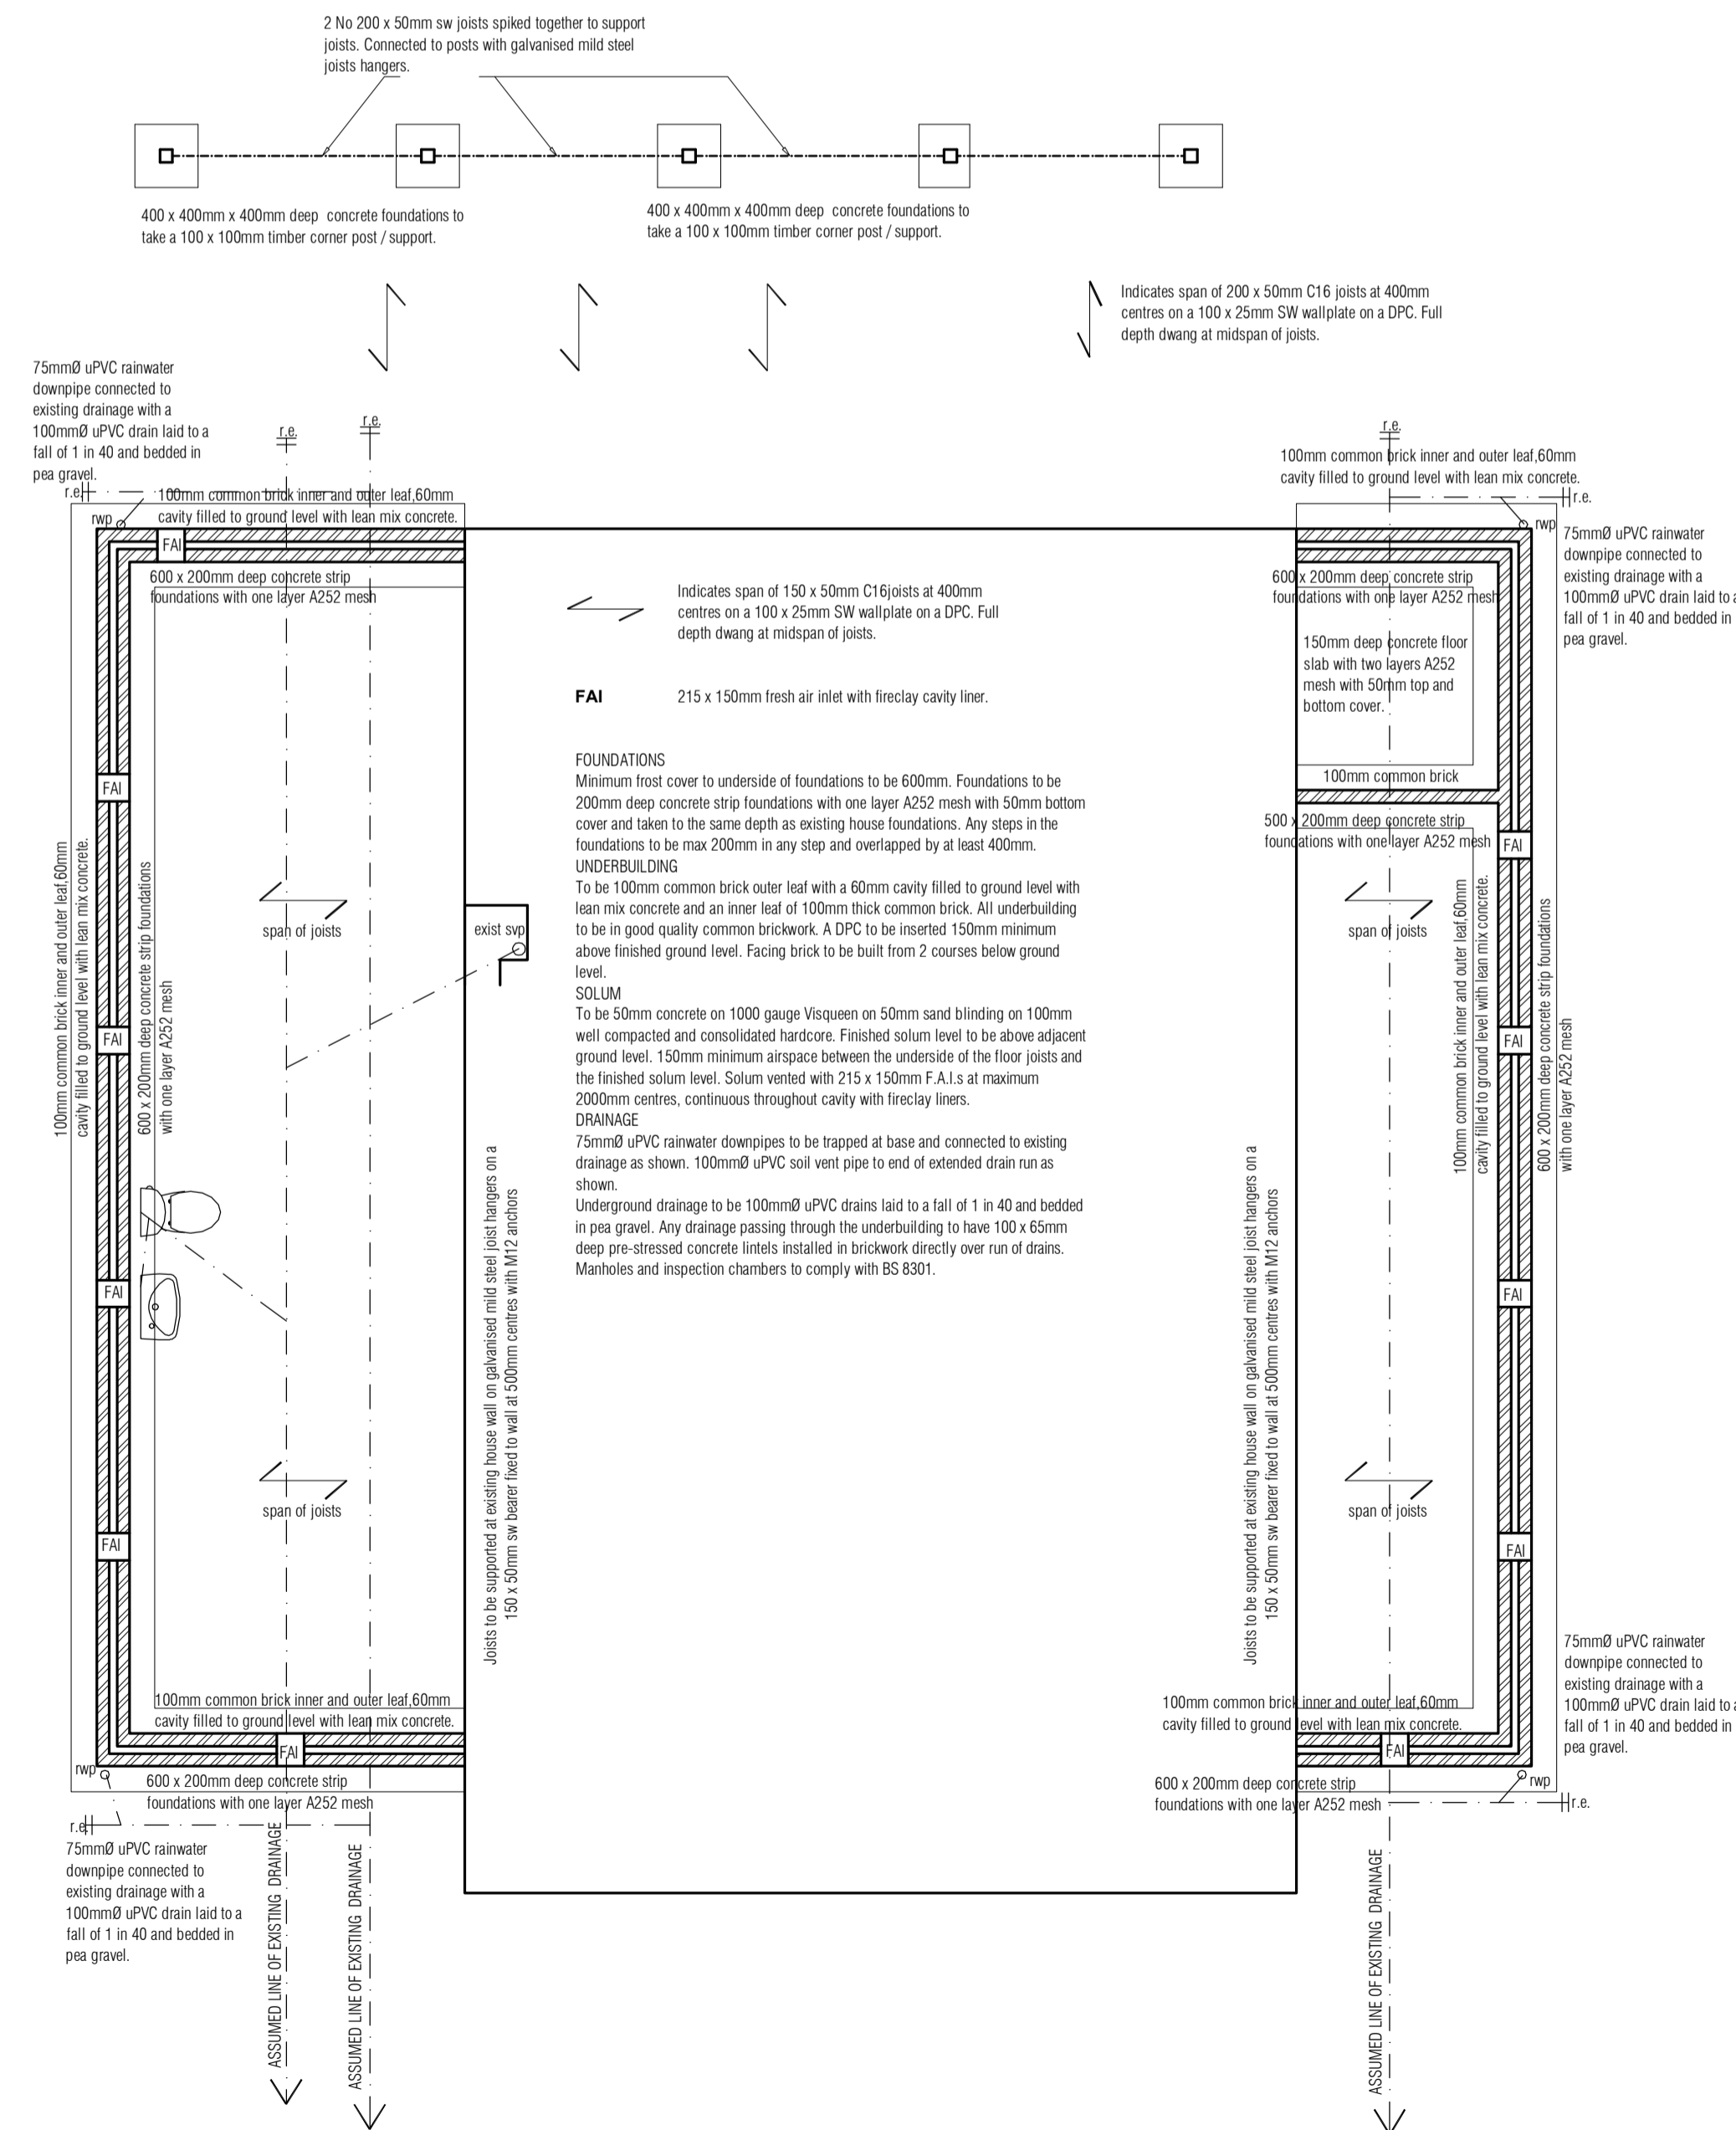 2 No 200 x 50mm sw joists spiked together to support
joists. Connected to posts with galvanised mild steel
joists hangers.
400 x 400mm x 400mm deep concrete foundations to
take a 100 x 100mm timber corner post / support.
400 x 400mm x 400mm deep concrete foundations to
take a 100 x 100mm timber corner post / support.
Indicates span of 200 x 50mm C16 joists at 400mm
centres on a 100 x 25mm SW wallplate on a DPC. Full
depth dwang at midspan of joists.
75mmØ uPVC rainwater
downpipe connected to
existing drainage with a
100mmØ uPVC drain laid to a
fall of 1 in 40 and bedded in
pea gravel.
r.e.
r.e.
r.e.
r.e.
100mm common brick inner and outer leaf,60mm
cavity filled to ground level with lean mix concrete.
rwp
FAI
600 x 200mm deep concrete strip
foundations with one layer A252 mesh
100mm common brick inner and outer leaf,60mm
cavity filled to ground level with lean mix concrete.
r.e.
rwp
75mmØ uPVC rainwater
downpipe connected to
existing drainage with a
100mmØ uPVC drain laid to a
fall of 1 in 40 and bedded in
pea gravel.
600 x 200mm deep concrete strip
foundations with one layer A252 mesh
150mm deep concrete floor
slab with two layers A252
mesh with 50mm top and
bottom cover.
100mm common brick
500 x 200mm deep concrete strip
foundations with one layer A252 mesh
Indicates span of 150 x 50mm C16joists at 400mm
centres on a 100 x 25mm SW wallplate on a DPC. Full
depth dwang at midspan of joists.
FAI 215 x 150mm fresh air inlet with fireclay cavity liner.
FOUNDATIONS
Minimum frost cover to underside of foundations to be 600mm. Foundations to be
200mm deep concrete strip foundations with one layer A252 mesh with 50mm bottom
cover and taken to the same depth as existing house foundations. Any steps in the
foundations to be max 200mm in any step and overlapped by at least 400mm.
UNDERBUILDING
To be 100mm common brick outer leaf with a 60mm cavity filled to ground level with
lean mix concrete and an inner leaf of 100mm thick common brick. All underbuilding
to be in good quality common brickwork. A DPC to be inserted 150mm minimum
above finished ground level. Facing brick to be built from 2 courses below ground
level.
SOLUM
To be 50mm concrete on 1000 gauge Visqueen on 50mm sand blinding on 100mm
well compacted and consolidated hardcore. Finished solum level to be above adjacent
ground level. 150mm minimum airspace between the underside of the floor joists and
the finished solum level. Solum vented with 215 x 150mm F.A.I.s at maximum
2000mm centres, continuous throughout cavity with fireclay liners.
DRAINAGE
75mmØ uPVC rainwater downpipes to be trapped at base and connected to existing
drainage as shown. 100mmØ uPVC soil vent pipe to end of extended drain run as
shown.
Underground drainage to be 100mmØ uPVC drains laid to a fall of 1 in 40 and bedded
in pea gravel. Any drainage passing through the underbuilding to have 100 x 65mm
deep pre-stressed concrete lintels installed in brickwork directly over run of drains.
Manholes and inspection chambers to comply with BS 8301.
FAI
FAI
FAI
FAI
100mm common brick inner and outer leaf,60mm
cavity filled to ground level with lean mix concrete.
600 x 200mm deep concrete strip foundations
with one layer A252 mesh
span of joists
exist svp
span of joists
Joists to be supported at existing house wall on galvanised mild steel joist hangers on a
150 x 50mm sw bearer fixed to wall at 500mm centres with M12 anchors
Joists to be supported at existing house wall on galvanised mild steel joist hangers on a
150 x 50mm sw bearer fixed to wall at 500mm centres with M12 anchors
span of joists
span of joists
100mm common brick inner and outer leaf,60mm
cavity filled to ground level with lean mix concrete.
FAI
FAI
FAI
FAI
600 x 200mm deep concrete strip foundations
with one layer A252 mesh
100mm common brick inner and outer leaf,60mm
cavity filled to ground level with lean mix concrete.
FAI
rwp
600 x 200mm deep concrete strip
foundations with one layer A252 mesh
r.e.
75mmØ uPVC rainwater
downpipe connected to
existing drainage with a
100mmØ uPVC drain laid to a
fall of 1 in 40 and bedded in
pea gravel.
ASSUMED LINE OF EXISTING DRAINAGE
ASSUMED LINE OF EXISTING DRAINAGE
100mm common brick inner and outer leaf,60mm
cavity filled to ground level with lean mix concrete.
FAI
600 x 200mm deep concrete strip
foundations with one layer A252 mesh
rwp
r.e.
75mmØ uPVC rainwater
downpipe connected to
existing drainage with a
100mmØ uPVC drain laid to a
fall of 1 in 40 and bedded in
pea gravel.
ASSUMED LINE OF EXISTING DRAINAGE